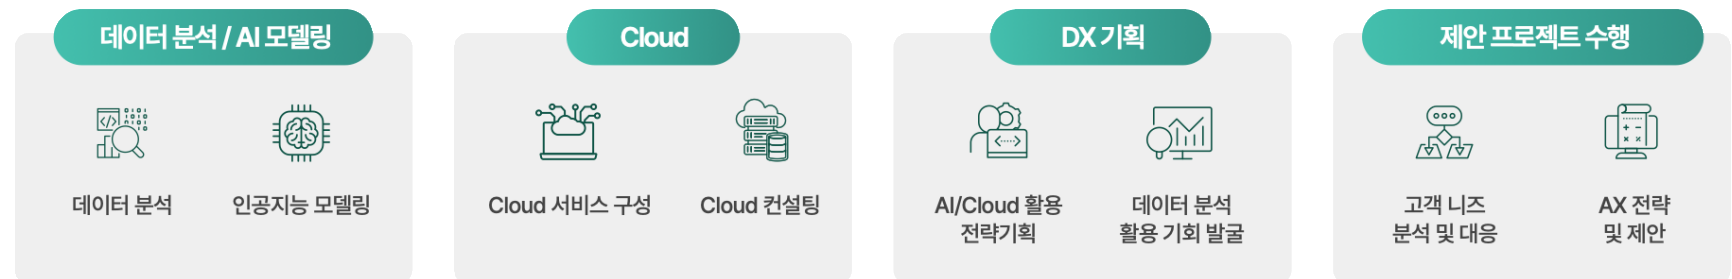 데이터 분석 / AI 모델링
데이터 분석
인공지능 모델링
Cloud
Cloud 서비스 구성
Cloud 컨설팅
DX 기획
AI/Cloud 활용
전략기획
데이터 분석
활용 기회 발굴
제안 프로젝트 수행
고객 니즈
분석 및 대응
AX 전략
및 제안